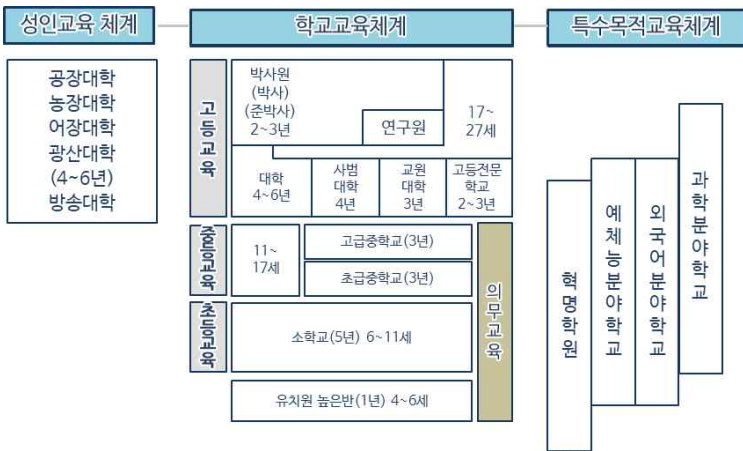 성인교육 체계
학교교육체계
특수목적교육체계
공장대학
농장대학
어장대학
광산대학
(4~6년)
방송대학
고등교육
박사원
(박사)
(준박사)
2~3년
연구원
17~
27세
대학
4~6년
사범
대학
4년
교원
대학
3년
고등전문
학교
2~3년
중등교육
11~
17세
고급중학교(3년)
초급중학교(3년)
초등교육
소학교(5년) 6~11세
유치원 높은반(1년) 4~6세
의무교육
혁명학원
예체능분야학교
외국어분야학교
과학분야학교